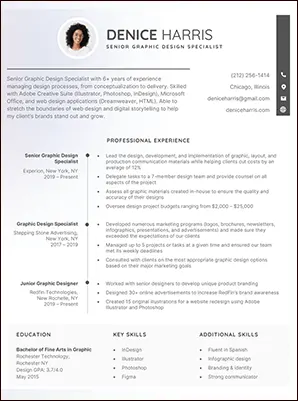 DENICE HARRIS
SENIOR GRAPHIC DESIGN SPECIALIST
Senior Graphic Design Specialist with 6+ years of experience
managing design processes, from conceptualization to delivery. Skilled
with Adobe Creative Suite (Illustrator, Photoshop, InDesign), Microsoft
Office, and web design applications (Dreamweaver, HTML). Able to
stretch the boundaries of web design and digital storytelling to help
my client's brands stand out and grow.
(212) 256-1414
Chicago, Illinois
deniceharris@gmail.com
deniceharris.com
PROFESSIONAL EXPERIENCE
Senior Graphic Design
Specialist
Experion, New York, NY
2019 – Present
• Lead the design, development, and implementation of graphic, layout, and
production communication materials while helping clients cut costs by an
average of 12%
• Delegate tasks to a 7-member design team and provide counsel on all
aspects of the project
• Assess all graphic materials created in-house to ensure the quality and
accuracy of their designs
• Oversee design project budgets ranging from $2,000 – $25,000
Graphic Design Specialist
Stepping Stone Advertising,
New York, NY
2017 – 2019
• Developed numerous marketing programs (logos, brochures, newsletters,
infographics, presentations, and advertisements) and made sure they
exceeded the expectations of our clients
• Managed up to 5 projects or tasks at a given time and ensured our team
met its weekly deadlines
• Consulted with clients on the most appropriate graphic design options
based on their major marketing goals
Junior Graphic Designer
Redfin Technologies,
New Rochelle, NY
• Worked with senior designers to develop unique product branding
• Designed 30+ online advertisements to increase RedFin's brand awareness
• Created 15 original illustrations for a website redesign using Adobe
Illustrator and Photoshop
EDUCATION
Bachelor of Fine Arts in Graphic
Rochester Technology,
Rochester, NY
Design GPA: 3.7/4.0
May 2015
KEY SKILLS
• InDesign
• Illustrator
• Photoshop
• Figma
ADDITIONAL SKILLS
• Fluent in Spanish
• Infographic design
• Branding & identity
• Strong communicator